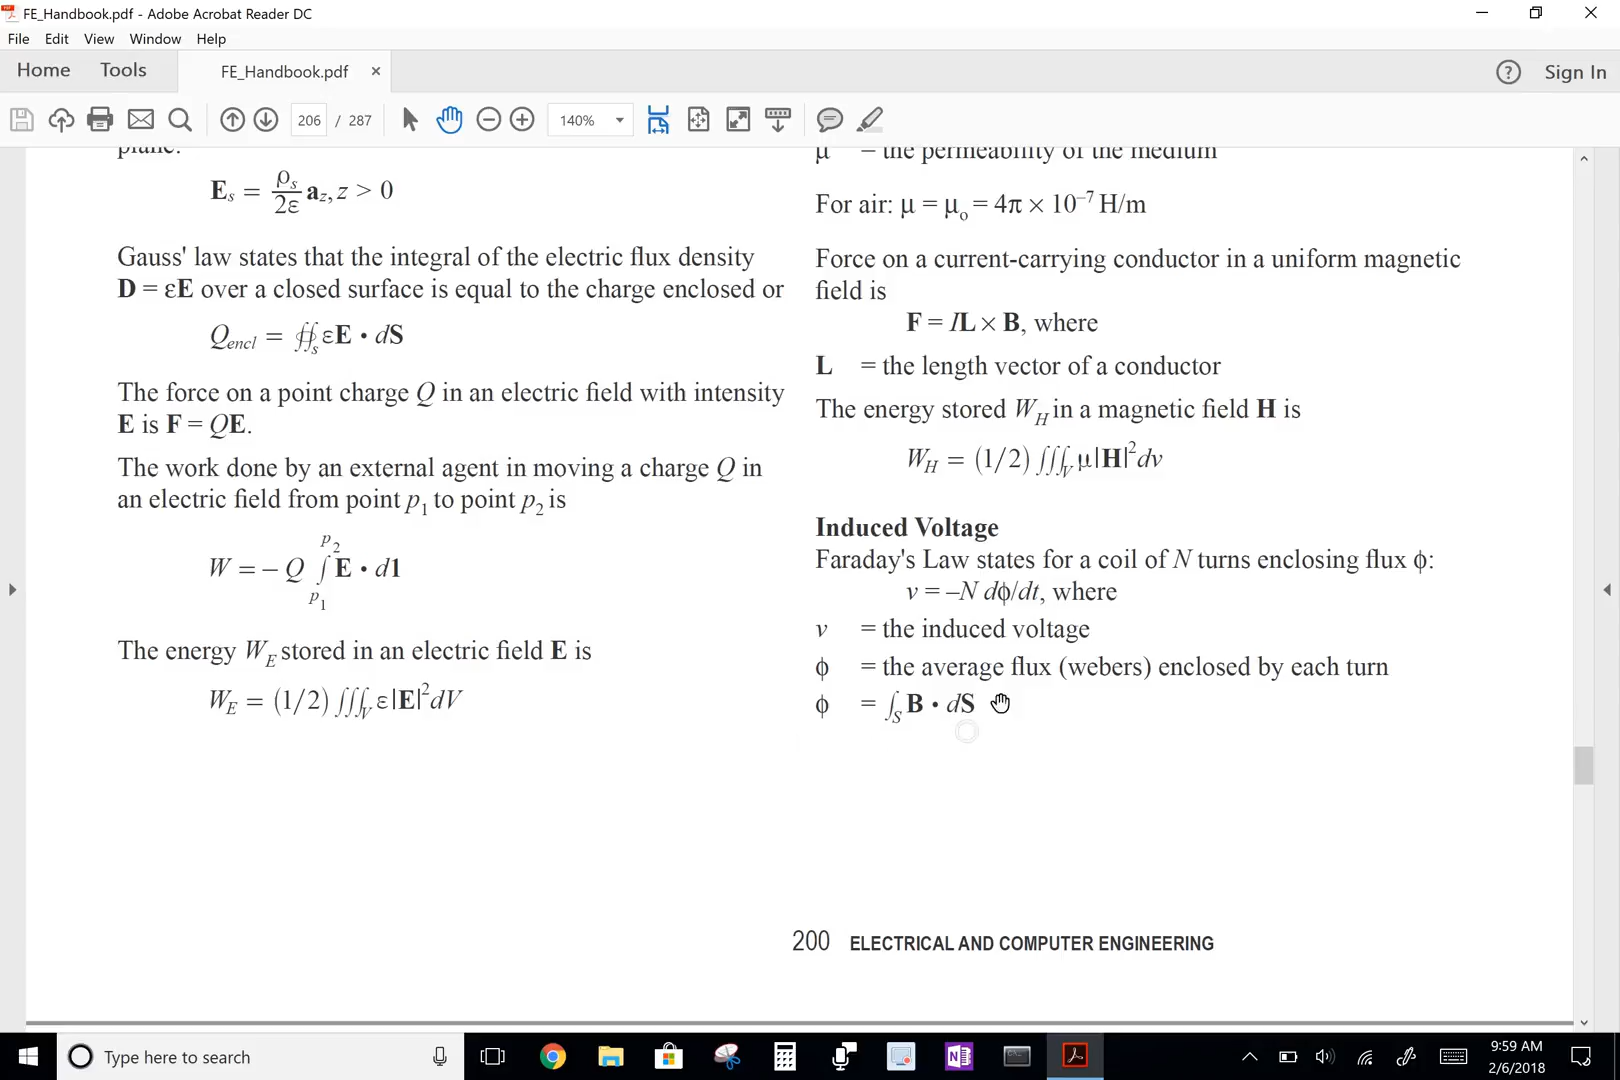 FE_Handbook.pdf - Adobe Acrobat Reader DC
File Edit View Window Help
Home Tools FE_Handbook.pdf × Sign In
206 / 287 140%
plane:
E_s = ρ_s/2ε a_z, z > 0
Gauss' law states that the integral of the electric flux density
D = εE over a closed surface is equal to the charge enclosed or
Q_encl = ∯_s εE • dS
The force on a point charge Q in an electric field with intensity
E is F = QE.
The work done by an external agent in moving a charge Q in
an electric field from point p₁ to point p₂ is
W = – Q ∫_{p₁}^{p₂} E • d1
The energy W_E stored in an electric field E is
W_E = (1/2) ∭_V ε|E|² dV
μ = the permeability of the medium
For air: μ = μ_o = 4π × 10⁻⁷ H/m
Force on a current-carrying conductor in a uniform magnetic
field is
F = IL × B, where
L = the length vector of a conductor
The energy stored W_H in a magnetic field H is
W_H = (1/2) ∭_V μ|H|² dv
Induced Voltage
Faraday's Law states for a coil of N turns enclosing flux ϕ:
v = –N dϕ/dt, where
v = the induced voltage
ϕ = the average flux (webers) enclosed by each turn
ϕ = ∫_S B • dS
200 ELECTRICAL AND COMPUTER ENGINEERING
Type here to search
9:59 AM
2/6/2018